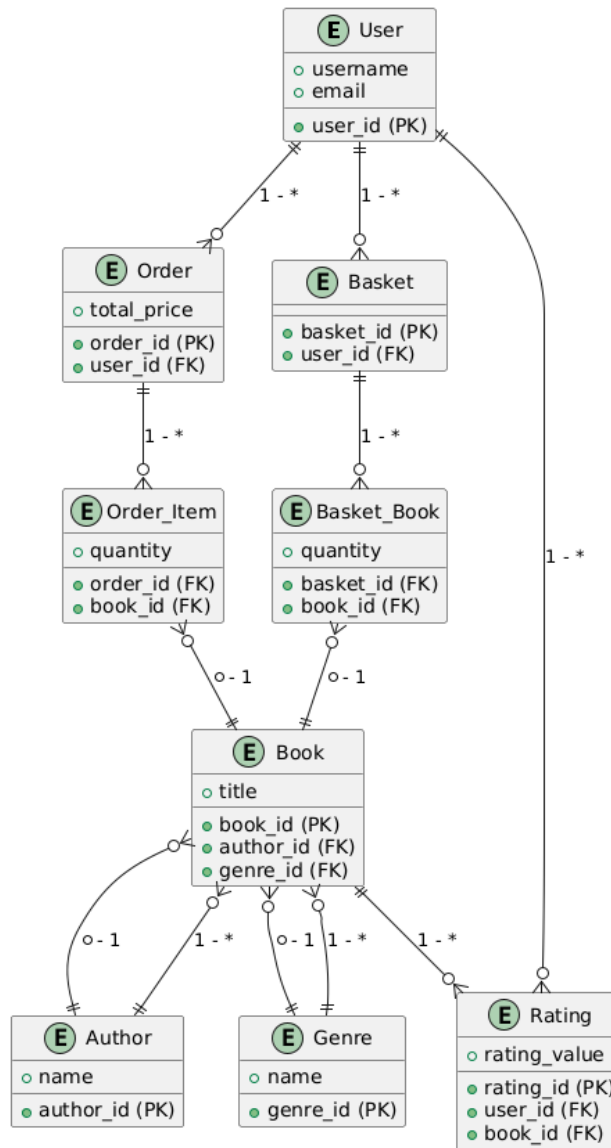 E User
username
email
user_id (PK)
1 - *
1 - *
E Order
total_price
order_id (PK)
user_id (FK)
E Basket
basket_id (PK)
user_id (FK)
1 - *
1 - *
E Order_Item
quantity
order_id (FK)
book_id (FK)
E Basket_Book
quantity
basket_id (FK)
book_id (FK)
1 - *
- 1
- 1
E Book
title
book_id (PK)
author_id (FK)
genre_id (FK)
- 1
1 - *
- 1
1 - *
1 - *
E Author
name
author_id (PK)
E Genre
name
genre_id (PK)
E Rating
rating_value
rating_id (PK)
user_id (FK)
book_id (FK)